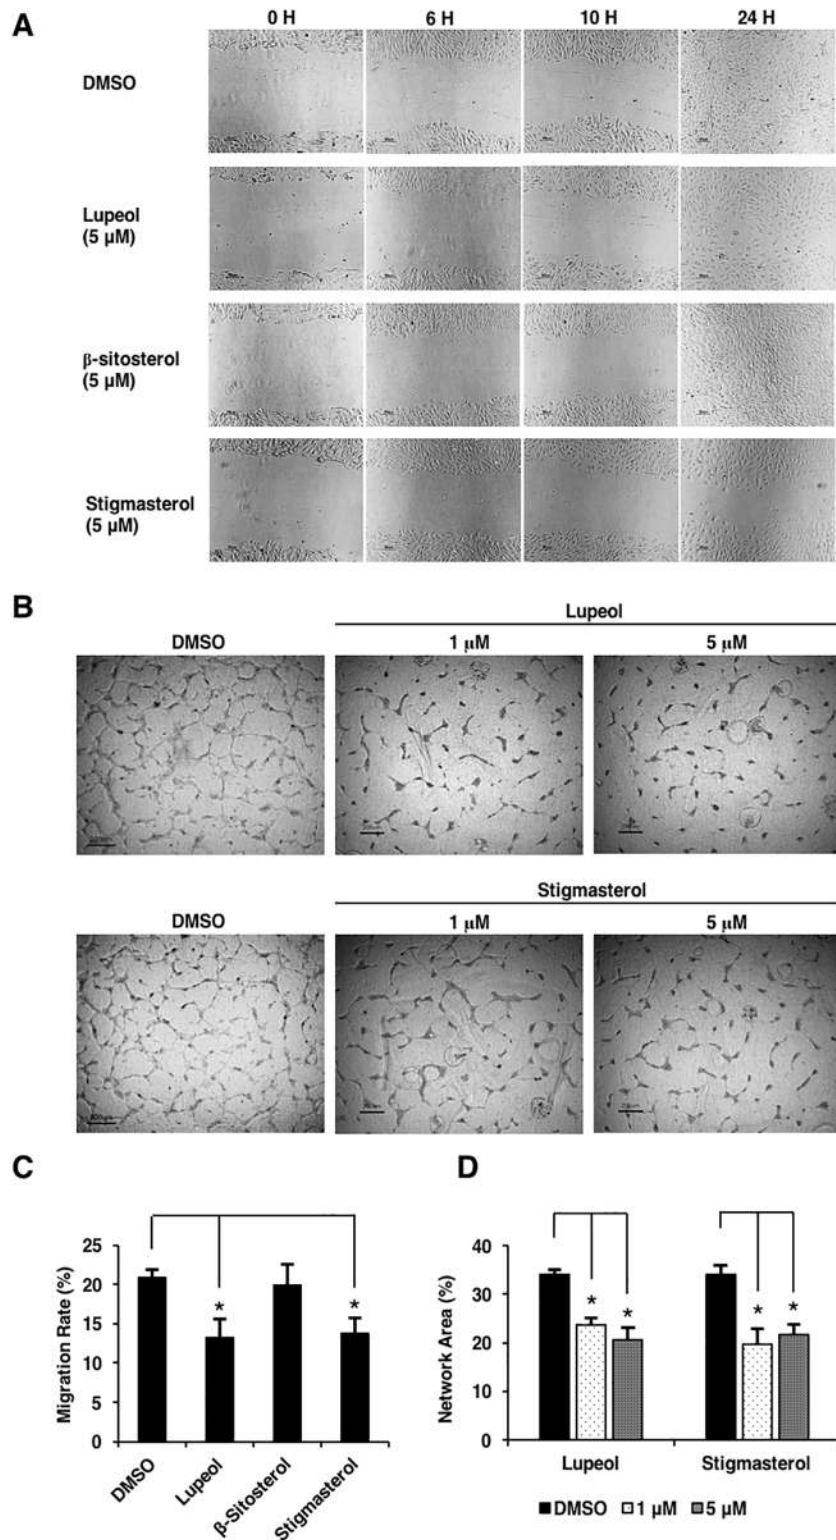 A
0 H 6 H 10 H 24 H
DMSO
Lupeol
(5 µM)
β-sitosterol
(5 µM)
Stigmasterol
(5 µM)
B
Lupeol
DMSO 1 µM 5 µM
Stigmasterol
DMSO 1 µM 5 µM
C
Migration Rate (%)
25
20
15
10
5
0
* *
DMSO Lupeol β-Sitosterol Stigmasterol
D
Network Area (%)
40
30
20
10
0
* * * *
Lupeol Stigmasterol
DMSO 1 µM 5 µM